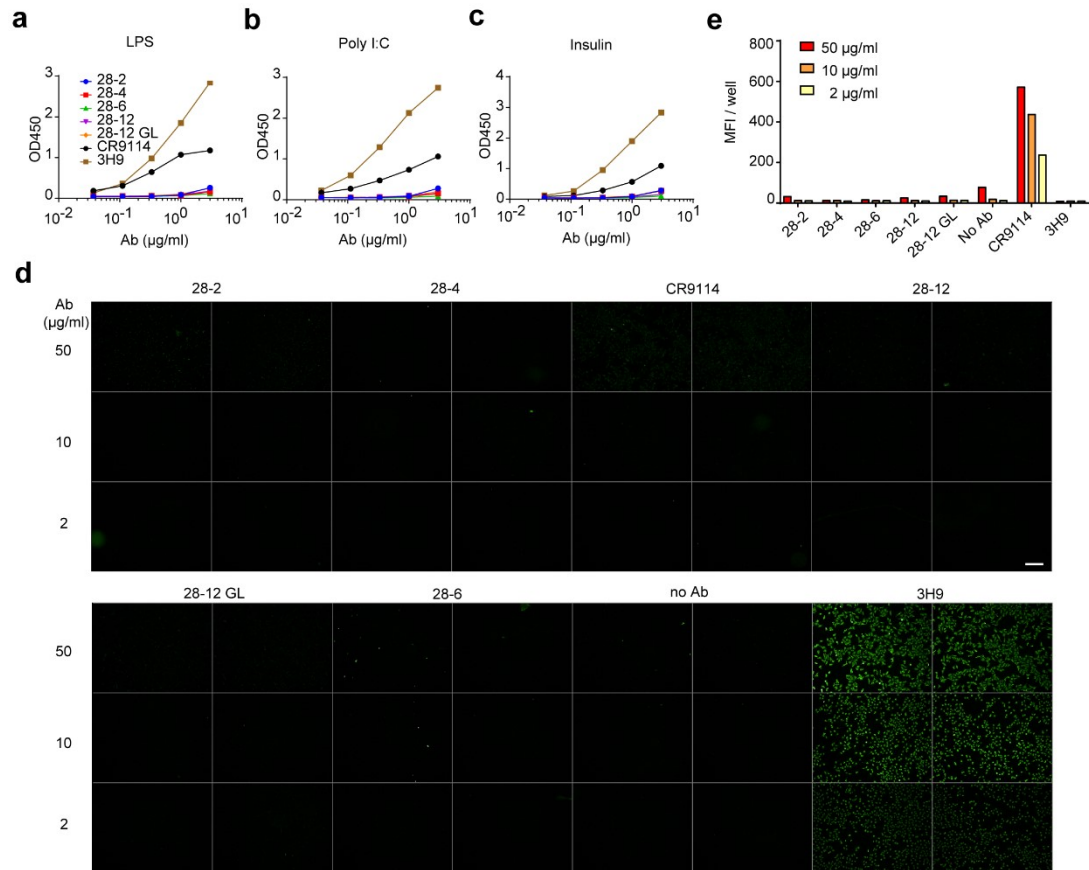 a
LPS
OD450
3
2
1
0
10-2
10-1
100
101
Ab (µg/ml)
28-2
28-4
28-6
28-12
28-12 GL
CR9114
3H9
b
Poly I:C
OD450
3
2
1
0
10-2
10-1
100
101
Ab (µg/ml)
c
Insulin
OD450
4
3
2
1
0
10-2
10-1
100
101
Ab (µg/ml)
e
MFI / well
800
600
400
200
0
50 µg/ml
10 µg/ml
2 µg/ml
28-2
28-4
28-6
28-12
28-12 GL
No Ab
CR9114
3H9
d
Ab
(µg/ml)
28-2 28-4 CR9114 28-12
50
10
2
28-12 GL 28-6 no Ab 3H9
50
10
2